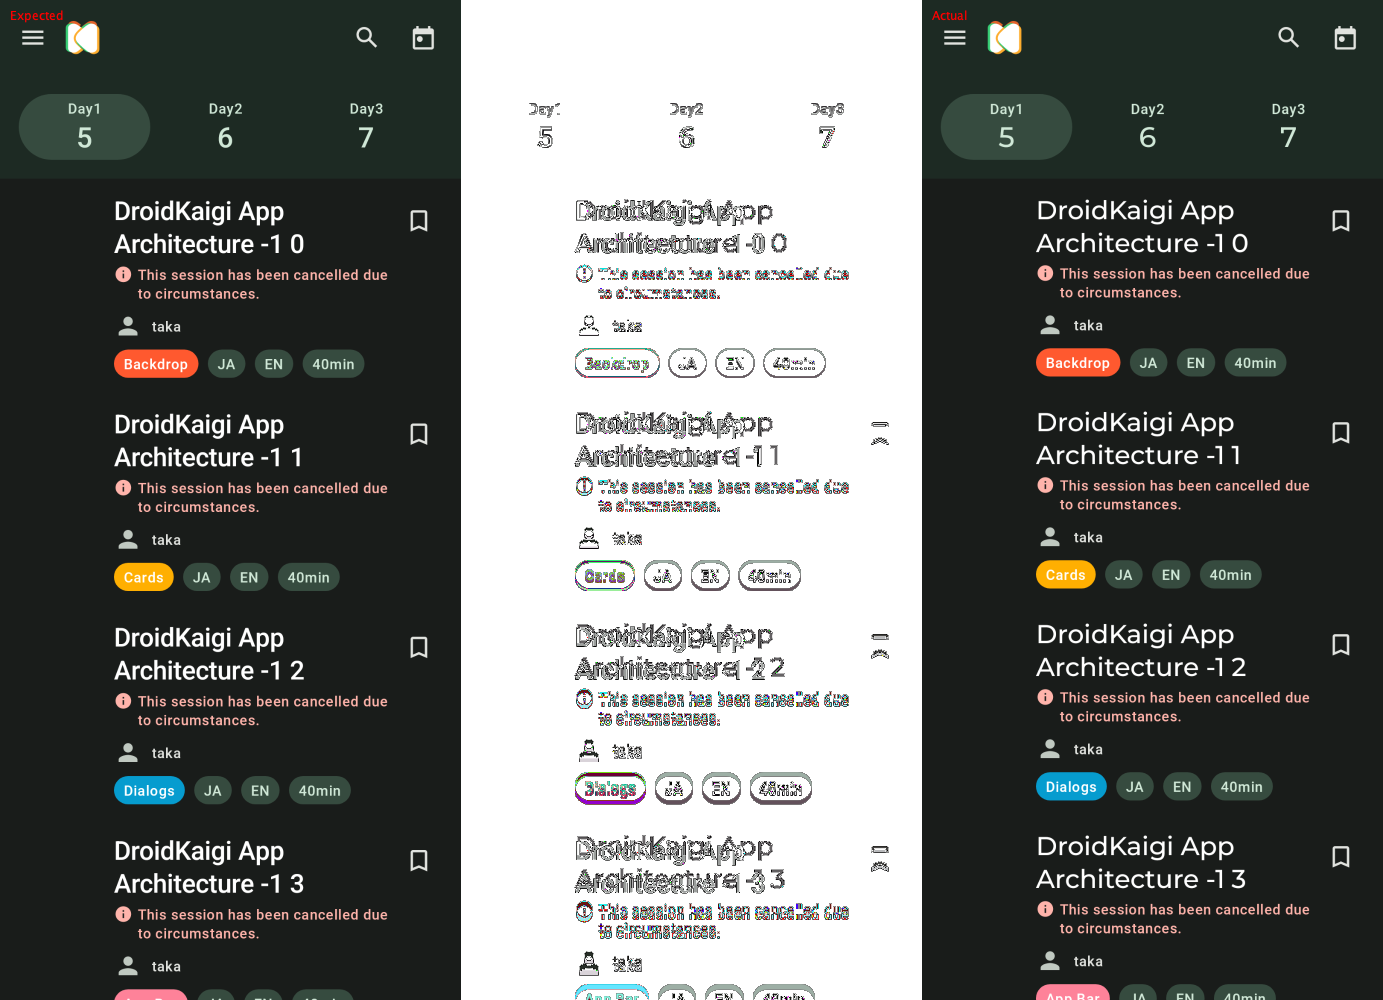 Expected
Day1
5
Day2
6
Day3
7
DroidKaigi App
Architecture -1 0
This session has been cancelled due
to circumstances.
taka
Backdrop JA EN 40min
DroidKaigi App
Architecture -1 1
This session has been cancelled due
to circumstances.
taka
Cards JA EN 40min
DroidKaigi App
Architecture -1 2
This session has been cancelled due
to circumstances.
taka
Dialogs JA EN 40min
DroidKaigi App
Architecture -1 3
This session has been cancelled due
to circumstances.
taka
Day1
5
Day2
6
Day3
7
DroidKaigi App
Architecture -1 0
This session has been cancelled due
to circumstances.
taka
Backdrop JA EN 40min
DroidKaigi App
Architecture -1 1
This session has been cancelled due
to circumstances.
taka
Cards JA EN 40min
DroidKaigi App
Architecture -1 2
This session has been cancelled due
to circumstances.
taka
Dialogs JA EN 40min
DroidKaigi App
Architecture -1 3
This session has been cancelled due
to circumstances.
taka
App Bar JA EN 40min
Actual
Day1
5
Day2
6
Day3
7
DroidKaigi App
Architecture -1 0
This session has been cancelled due
to circumstances.
taka
Backdrop JA EN 40min
DroidKaigi App
Architecture -1 1
This session has been cancelled due
to circumstances.
taka
Cards JA EN 40min
DroidKaigi App
Architecture -1 2
This session has been cancelled due
to circumstances.
taka
Dialogs JA EN 40min
DroidKaigi App
Architecture -1 3
This session has been cancelled due
to circumstances.
taka
App Bar JA EN 40min